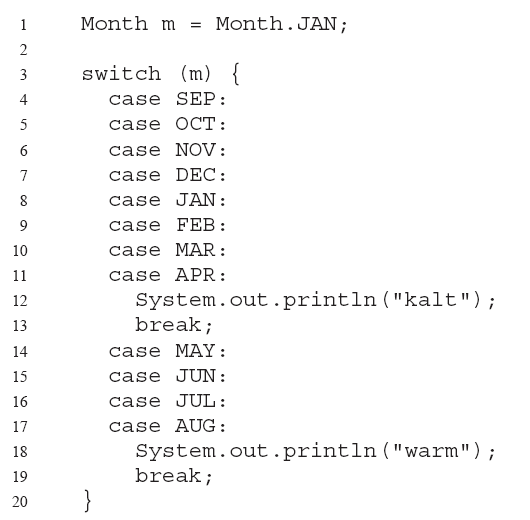 1 Month m = Month.JAN;
2
3 switch (m) {
4 case SEP:
5 case OCT:
6 case NOV:
7 case DEC:
8 case JAN:
9 case FEB:
10 case MAR:
11 case APR:
12 System.out.println("kalt");
13 break;
14 case MAY:
15 case JUN:
16 case JUL:
17 case AUG:
18 System.out.println("warm");
19 break;
20 }